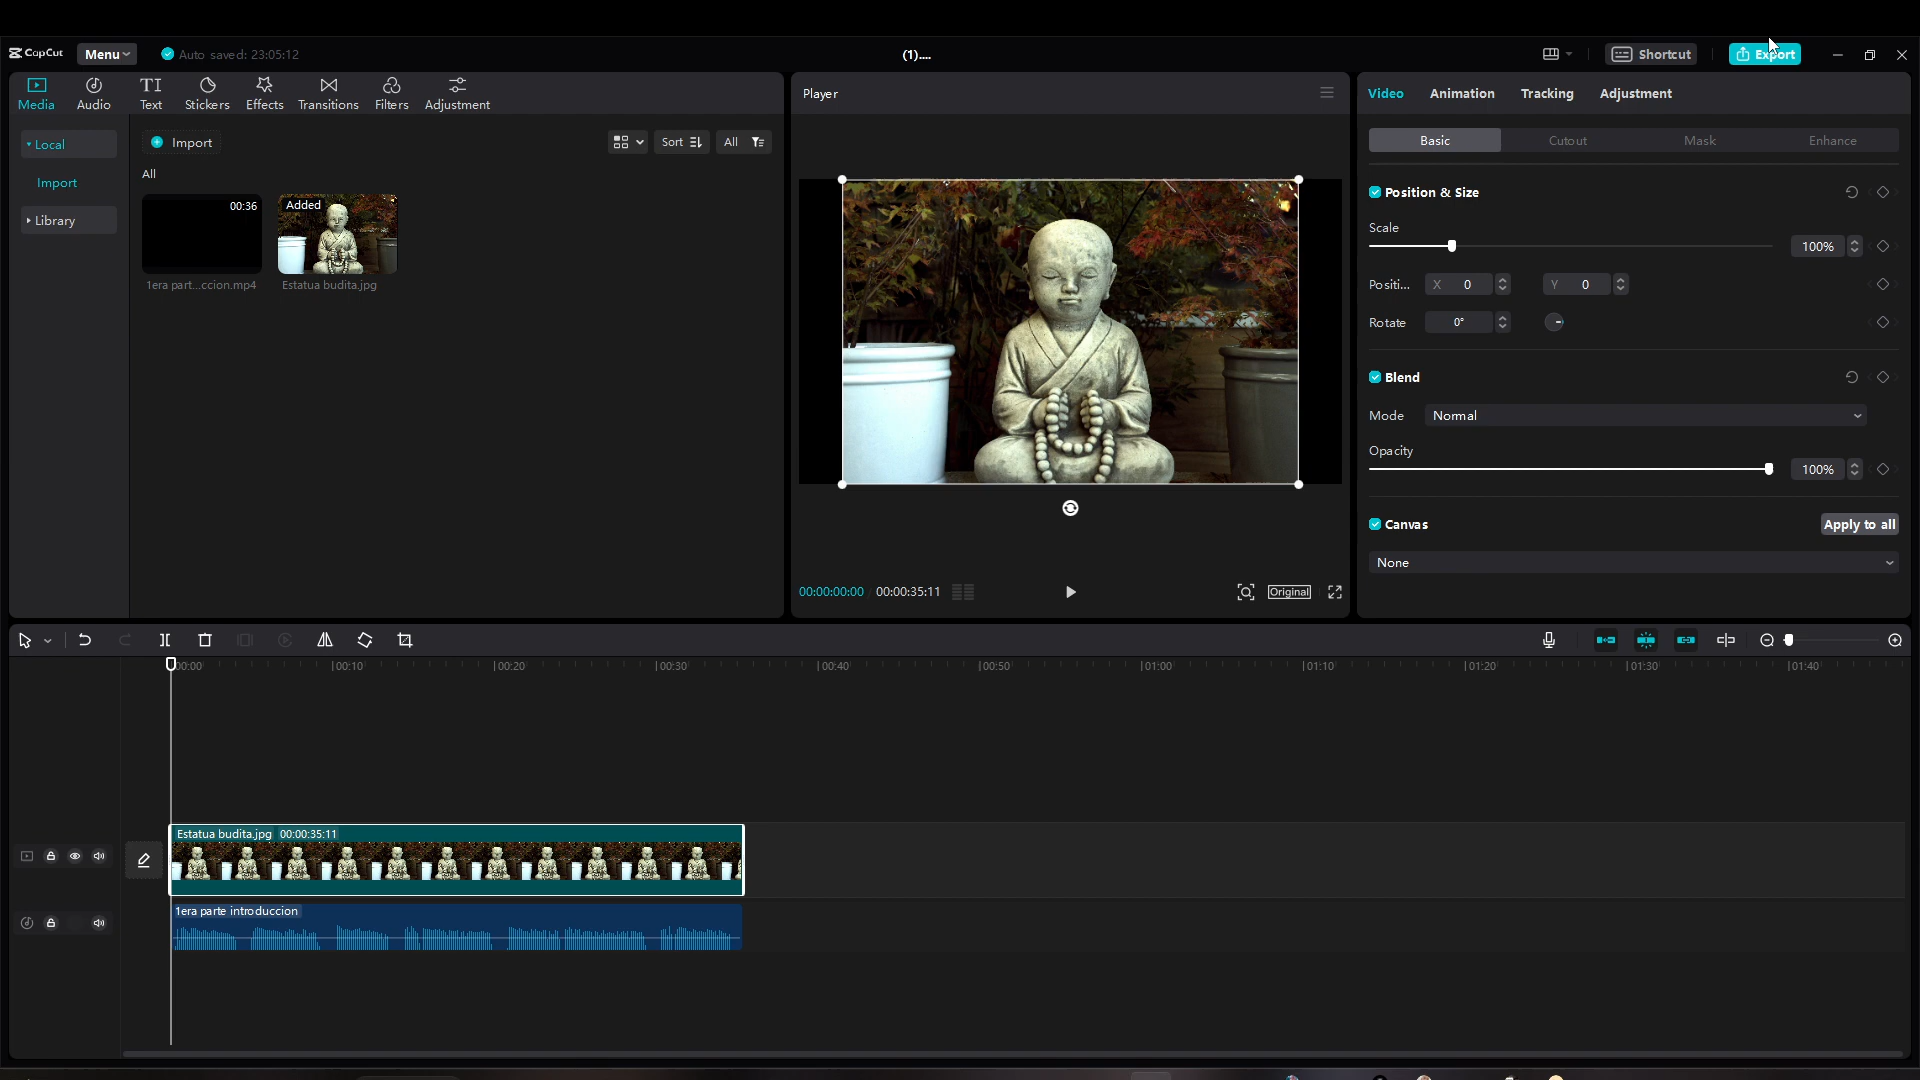 CapCut Menu Auto saved: 23:05:12 (1).... Shortcut Export
Media Audio Text Stickers Effects Transitions Filters Adjustment
Local
Import
Library
Import Sort All
All
00:36 Added
1era part...ccion.mp4 Estatua budita.jpg
Player
00:00:00:00 00:00:35:11 Original
Video Animation Tracking Adjustment
Basic Cutout Mask Enhance
Position & Size
Scale
100%
Positi... X 0 Y 0
Rotate 0°
Blend
Mode Normal
Opacity
100%
Canvas Apply to all
None
00:00 00:10 00:20 00:30 00:40 00:50 01:00 01:10 01:20 01:30 01:40
Estatua budita.jpg 00:00:35:11
1era parte introduccion